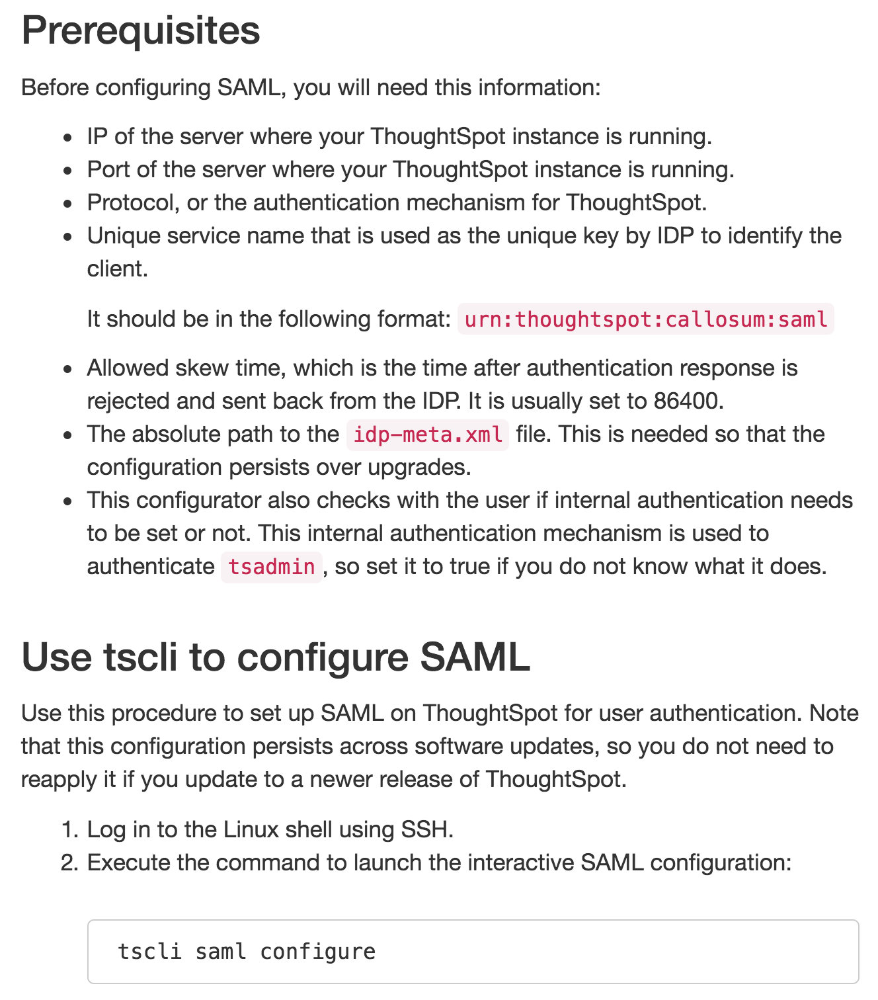 Prerequisites
Before configuring SAML, you will need this information:
• IP of the server where your ThoughtSpot instance is running.
• Port of the server where your ThoughtSpot instance is running.
• Protocol, or the authentication mechanism for ThoughtSpot.
• Unique service name that is used as the unique key by IDP to identify the
client.
It should be in the following format: urn:thoughtspot:callosum:saml
• Allowed skew time, which is the time after authentication response is
rejected and sent back from the IDP. It is usually set to 86400.
• The absolute path to the idp-meta.xml file. This is needed so that the
configuration persists over upgrades.
• This configurator also checks with the user if internal authentication needs
to be set or not. This internal authentication mechanism is used to
authenticate tsadmin, so set it to true if you do not know what it does.
Use tscli to configure SAML
Use this procedure to set up SAML on ThoughtSpot for user authentication. Note
that this configuration persists across software updates, so you do not need to
reapply it if you update to a newer release of ThoughtSpot.
1. Log in to the Linux shell using SSH.
2. Execute the command to launch the interactive SAML configuration:
tscli saml configure